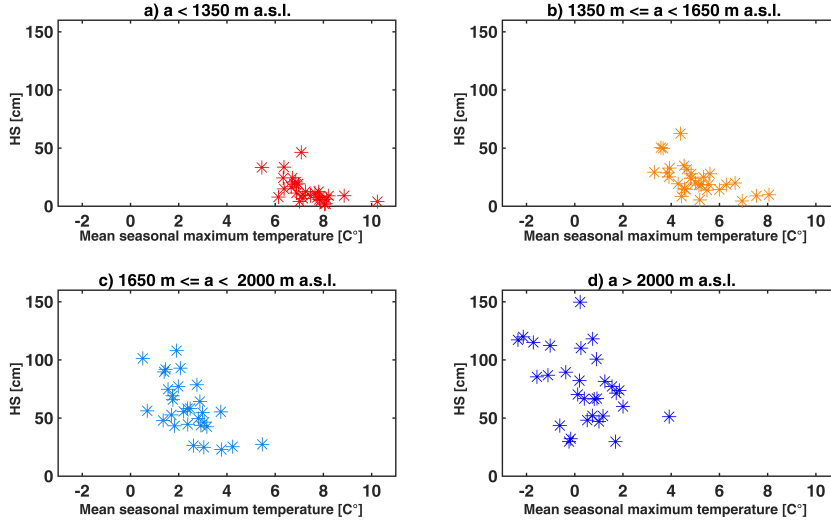 a) a < 1350 m a.s.l.
150
100
50
0
HS [cm]
-2 0 2 4 6 8 10
Mean seasonal maximum temperature [C°]
b) 1350 m <= a < 1650 m a.s.l.
150
100
50
0
HS [cm]
-2 0 2 4 6 8 10
Mean seasonal maximum temperature [C°]
c) 1650 m <= a < 2000 m a.s.l.
150
100
50
0
HS [cm]
-2 0 2 4 6 8 10
Mean seasonal maximum temperature [C°]
d) a > 2000 m a.s.l.
150
100
50
0
HS [cm]
-2 0 2 4 6 8 10
Mean seasonal maximum temperature [C°]